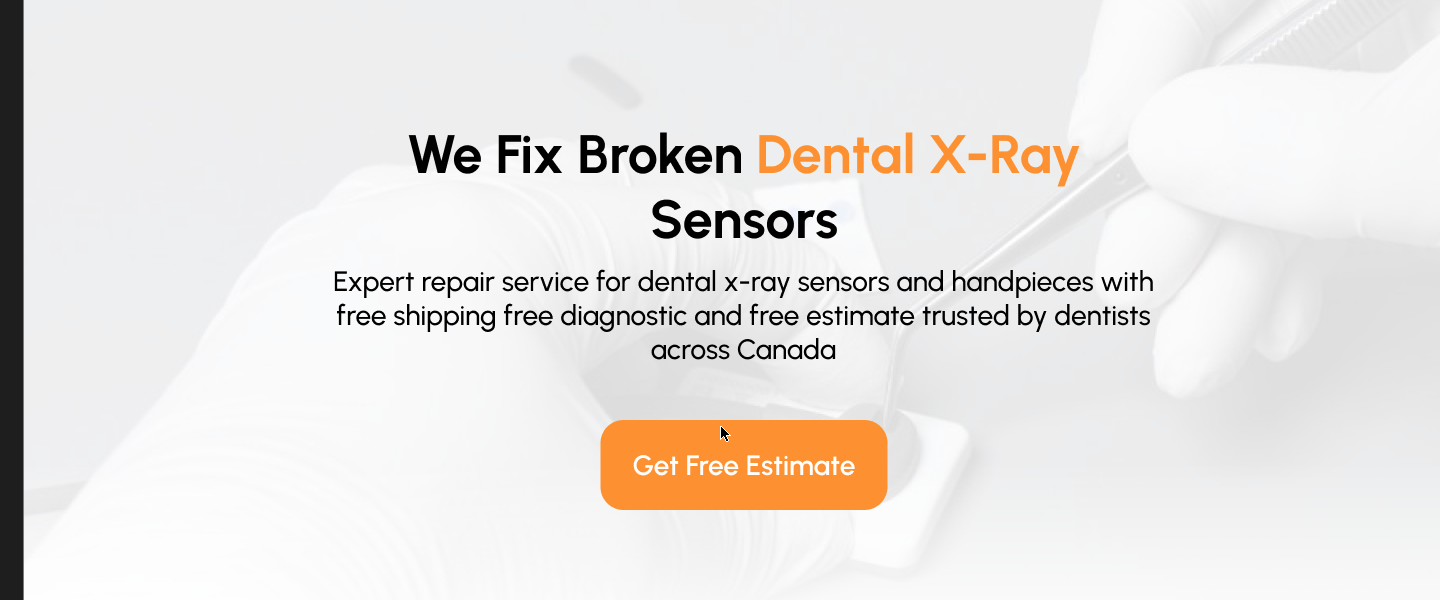 We Fix Broken Dental X-Ray
Sensors
Expert repair service for dental x-ray sensors and handpieces with
free shipping free diagnostic and free estimate trusted by dentists
across Canada
Get Free Estimate